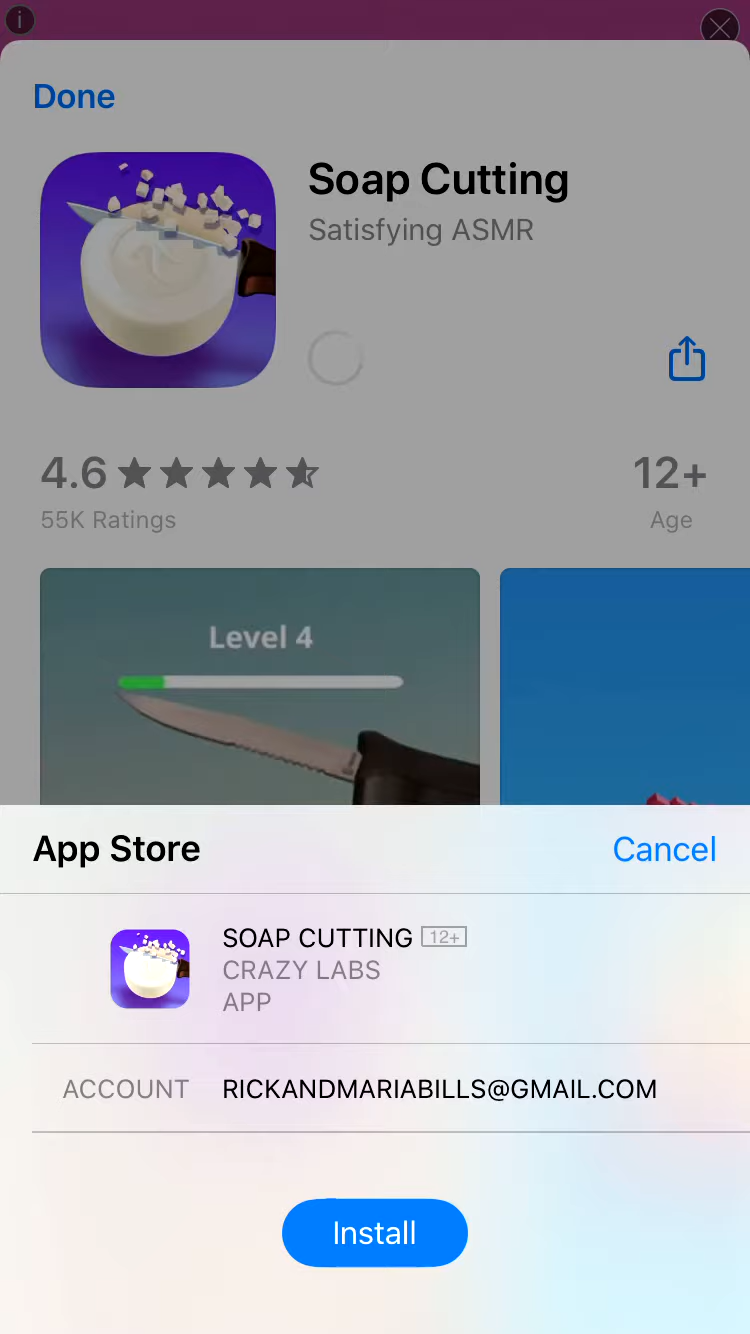 Done
Soap Cutting
Satisfying ASMR
4.6
12+
55K Ratings
Age
Level 4
App Store
Cancel
SOAP CUTTING 12+
CRAZY LABS
APP
ACCOUNT RICKANDMARIABILLS@GMAIL.COM
Install